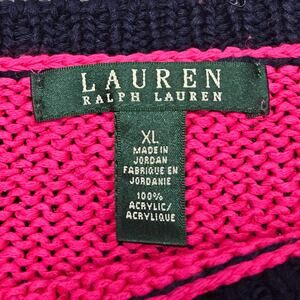 LAUREN
RALPH LAUREN
XL
MADE IN
JORDAN
FABRIQUE EN
JORDANIE
100%
ACRYLIC/
ACRYLIQUE